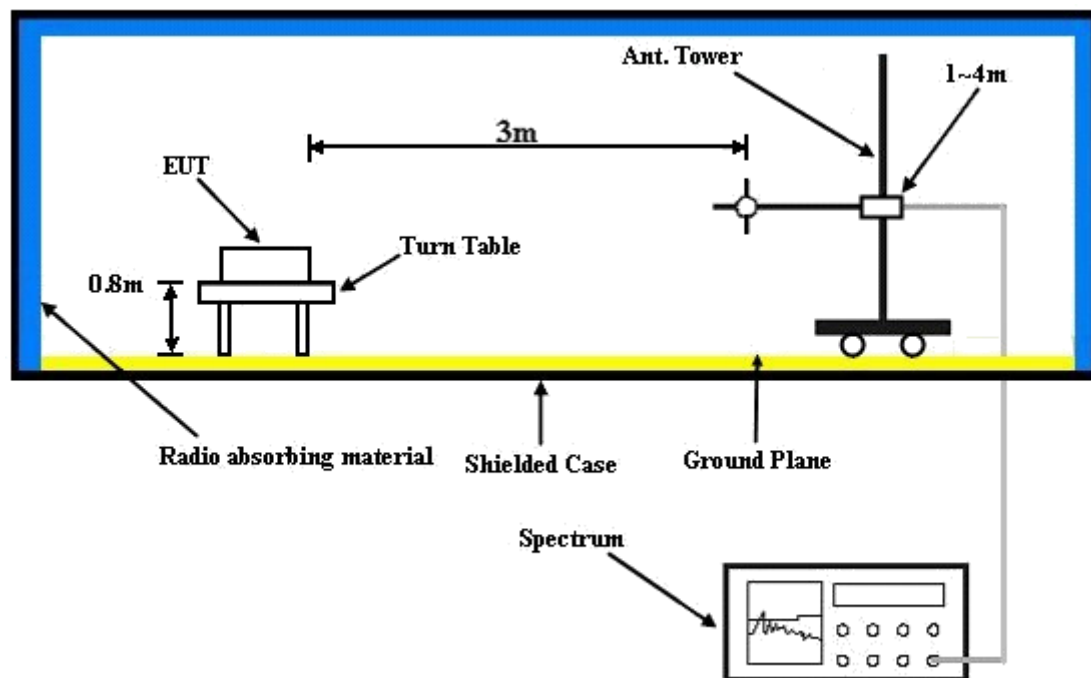 Ant. Tower
1~4m
3m
EUT
Turn Table
0.8m
Radio absorbing material
Shielded Case
Ground Plane
Spectrum